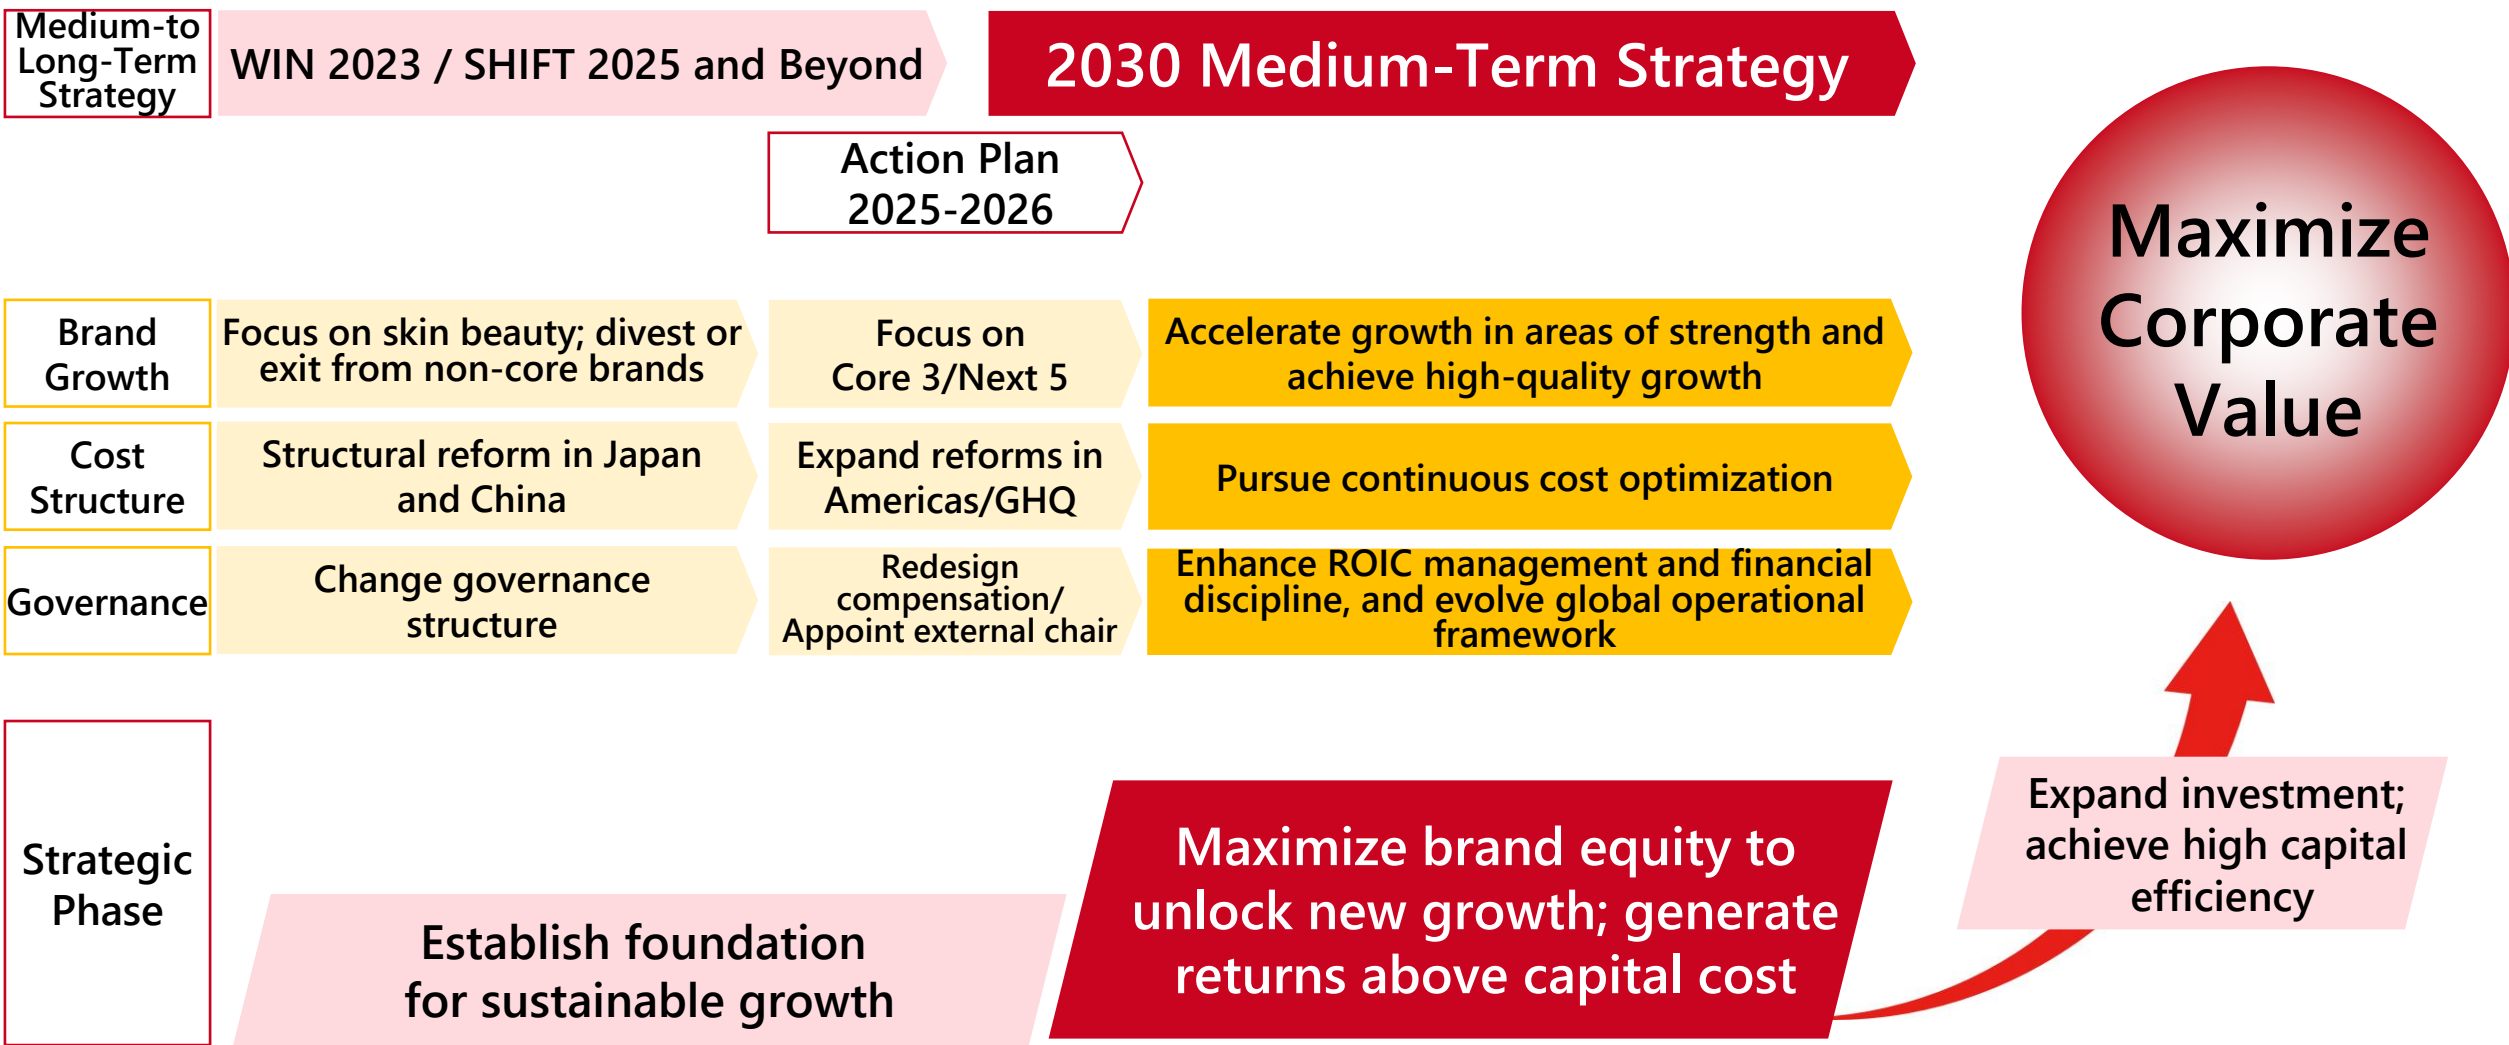 Medium-to
Long-Term
Strategy
WIN 2023 / SHIFT 2025 and Beyond
2030 Medium-Term Strategy
Action Plan
2025-2026
Maximize
Corporate
Value
Brand
Growth
Focus on skin beauty; divest or
exit from non-core brands
Focus on
Core 3/Next 5
Accelerate growth in areas of strength and
achieve high-quality growth
Cost
Structure
Structural reform in Japan
and China
Expand reforms in
Americas/GHQ
Pursue continuous cost optimization
Governance
Change governance
structure
Redesign
compensation/
Appoint external chair
Enhance ROIC management and financial
discipline, and evolve global operational
framework
Strategic
Phase
Establish foundation
for sustainable growth
Maximize brand equity to
unlock new growth; generate
returns above capital cost
Expand investment;
achieve high capital
efficiency